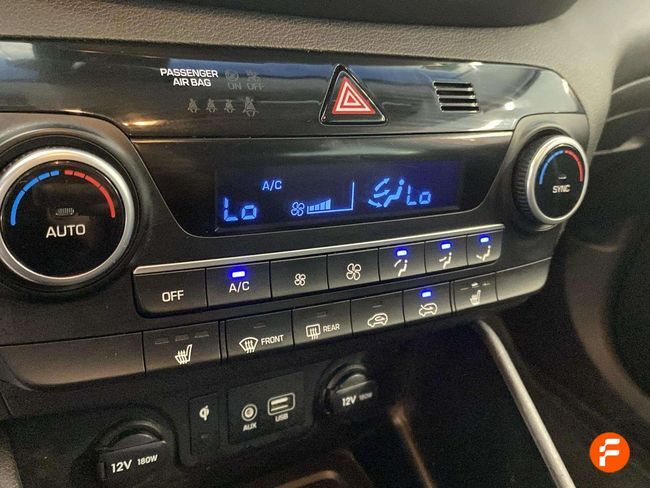 PASSENGER
AIR BAG
ON OFF
A/C
Lo
Lo
AUTO
SYNC
OFF
A/C
FRONT
REAR
AUX
USB
12V 180W
12V 180W